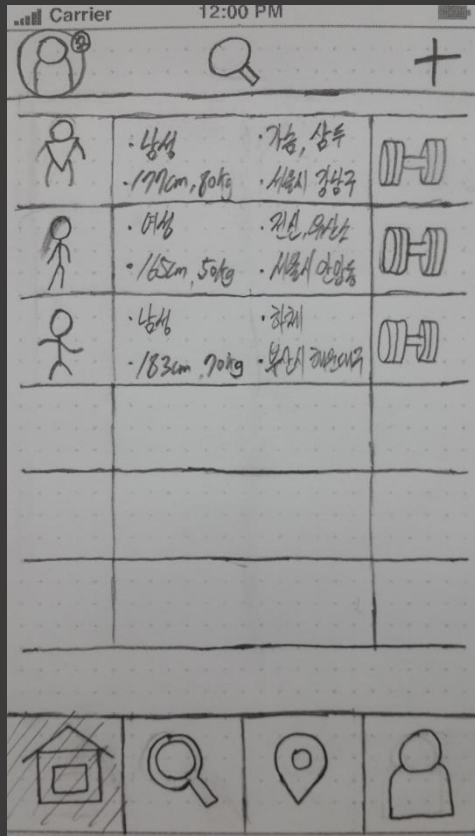 Carrier 12:00 PM
· 남성 · 가슴, 삼두
· 177cm, 80kg · 서울시 강남구
· 여성 · 전신, 유산소
· 165cm, 50kg · 서울시 안암동
· 남성 · 하체
· 183cm, 70kg · 부산시 해운대구